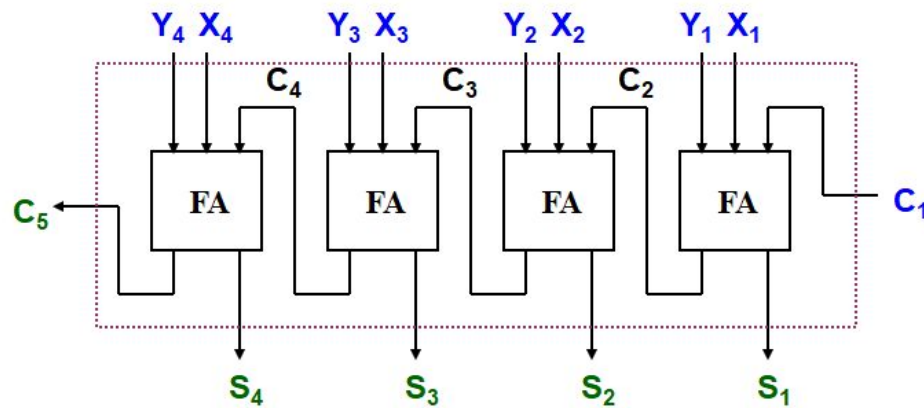 Y₄ X₄ Y₃ X₃ Y₂ X₂ Y₁ X₁
C₄ C₃ C₂
FA FA FA FA
C₅ C₁
S₄ S₃ S₂ S₁